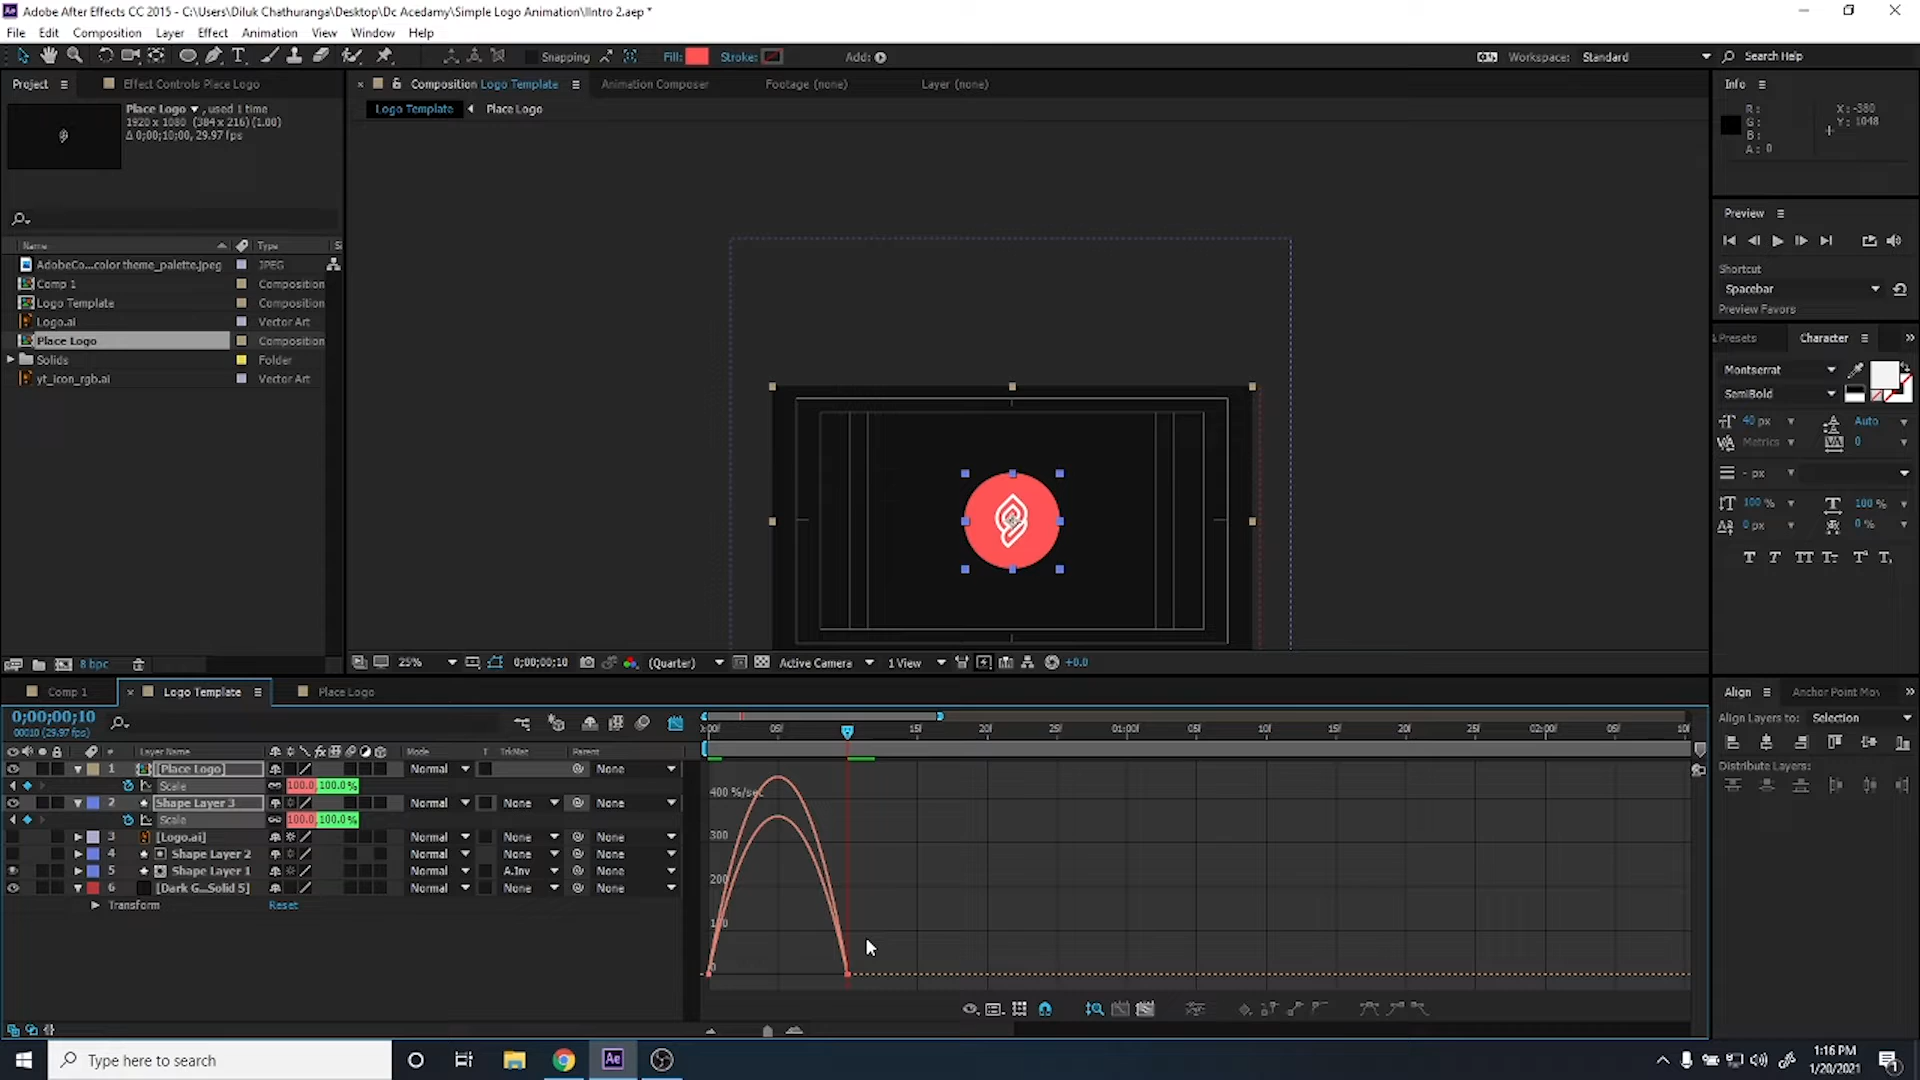 Adobe After Effects CC 2015 - C:\Users\Diluk Chathuranga\Desktop\Dc Acedamy\Simple Logo Animation\IIntro 2.aep *
File Edit Composition Layer Effect Animation View Window Help
Snapping Fill: Stroke: Add: Workspace: Standard Search Help
Project Effect Controls Place Logo
Composition Logo Template Animation Composer Footage (none) Layer (none)
Logo Template Place Logo
Place Logo , used 1 time
1920 x 1080 (384 x 216) (1.00)
Δ 0;00;10;00, 29.97 fps
Name Type
AdobeCo...color theme_palette.jpeg JPEG
Comp 1 Composition
Logo Template Composition
Logo.ai Vector Art
Place Logo Composition
Solids Folder
yt_icon_rgb.ai Vector Art
8 bpc
25% 0;00;00;10 (Quarter) Active Camera 1 View +0.0
Info
R: X: -380
G: Y: 1048
B:
A: 0
Preview
Shortcut
Spacebar
Preview Favors
Presets Character
Montserrat
SemiBold
40 px Auto
Metrics 0
- px
100 % 100 %
0 px 0 %
T T TT Tт T¹ T,
Comp 1 Logo Template Place Logo
0;00;00;10
00010 (29.97 fps)
# Layer Name Mode T TrkMat Parent
1 [Place Logo] Normal None
Scale 100.0,100.0%
2 Shape Layer 3 Normal None None
Scale 100.0,100.0%
3 [Logo.ai] Normal None None
4 Shape Layer 2 Normal None None
5 Shape Layer 1 Normal A.Inv None
6 [Dark G...Solid 5] Normal None None
Transform Reset
05f 15f 20f 25f 01:00f 05f 10f 15f 20f 25f 02:00f 05f
400 %/sec
300
200
0
Align Anchor Point Mov
Align Layers to: Selection
Distribute Layers:
Type here to search
Ae
1:16 PM
1/20/2021